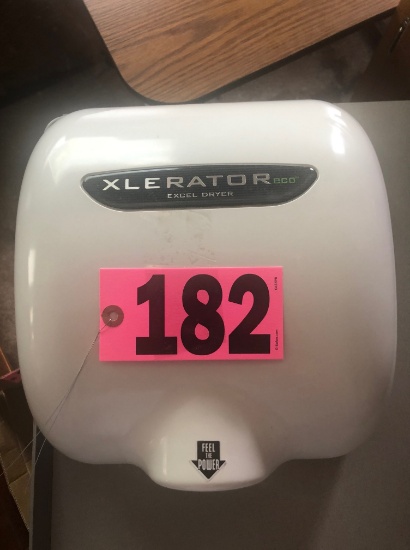 XLERATOR eco
EXCEL DRYER
182
FEEL
THE
POWER